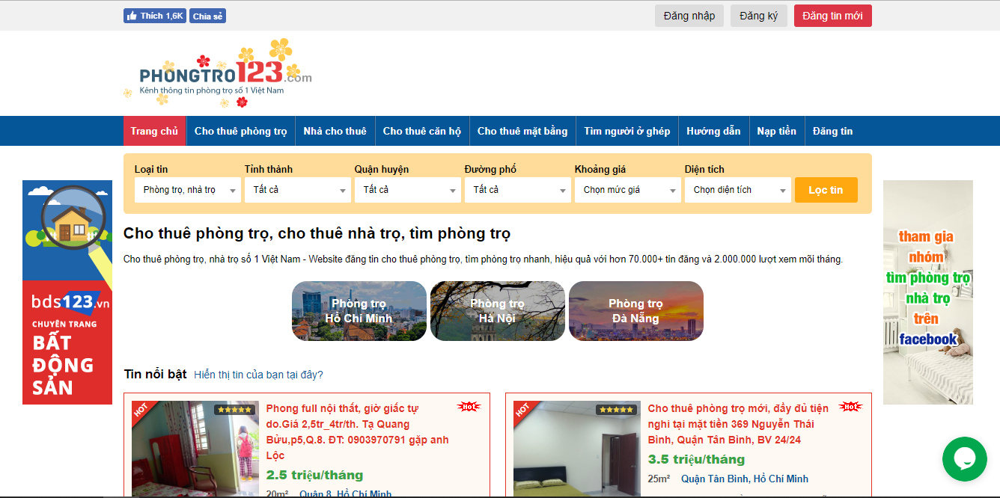 Thích 1,6K Chia sẻ
Đăng nhập Đăng ký Đăng tin mới
PHONGTRO123.com
Kênh thông tin phòng trọ số 1 Việt Nam
Trang chủ Cho thuê phòng trọ Nhà cho thuê Cho thuê căn hộ Cho thuê mặt bằng Tìm người ở ghép Hướng dẫn Nạp tiền Đăng tin
Loại tin Tỉnh thành Quận huyện Đường phố Khoảng giá Diện tích
Phòng trọ, nhà trọ Tất cả Tất cả Tất cả Chọn mức giá Chọn diện tích Lọc tin
Cho thuê phòng trọ, cho thuê nhà trọ, tìm phòng trọ
Cho thuê phòng trọ, nhà trọ số 1 Việt Nam - Website đăng tin cho thuê phòng trọ, tìm phòng trọ nhanh, hiệu quả với hơn 70.000+ tin đăng và 2.000.000 lượt xem mỗi tháng.
Phòng trọ
Hồ Chí Minh
Phòng trọ
Hà Nội
Phòng trọ
Đà Nẵng
bds123.vn
CHUYÊN TRANG
BẤT
ĐỘNG
SẢN
tham gia
nhóm
tìm phòng trọ
nhà trọ
trên
facebook
Tin nổi bật Hiển thị tin của bạn tại đây?
HOT
Phong full nội thất, giờ giấc tự
do.Giá 2,5tr_4tr/th. Tạ Quang
Bửu,p5,Q.8. ĐT: 0903970791 gặp anh
Lộc
HOT
2.5 triệu/tháng
20m² Quận 8, Hồ Chí Minh
HOT
Cho thuê phòng trọ mới, đầy đủ tiện
nghi tại mặt tiền 369 Nguyễn Thái
Bình, Quận Tân Bình, BV 24/24
HOT
3.5 triệu/tháng
25m² Quận Tân Bình, Hồ Chí Minh